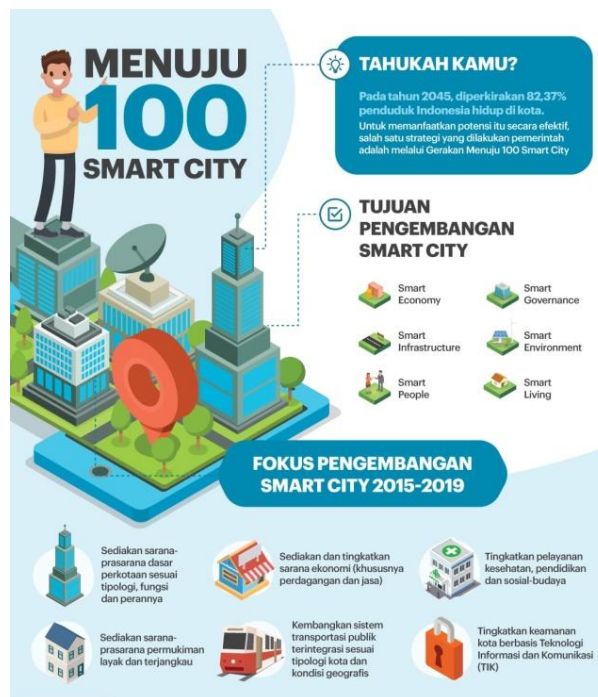 MENUJU
100
SMART CITY
TAHUKAH KAMU?
Pada tahun 2045, diperkirakan 82,37%
penduduk Indonesia hidup di kota.
Untuk memanfaatkan potensi itu secara efektif,
salah satu strategi yang dilakukan pemerintah
adalah melalui Gerakan Menuju 100 Smart City
TUJUAN
PENGEMBANGAN
SMART CITY
Smart
Economy
Smart
Governance
Smart
Infrastructure
Smart
Environment
Smart
People
Smart
Living
FOKUS PENGEMBANGAN
SMART CITY 2015-2019
Sediakan sarana-
prasarana dasar
perkotaan sesuai
tipologi, fungsi
dan perannya
Sediakan dan tingkatkan
sarana ekonomi (khususnya
perdagangan dan jasa)
Tingkatkan pelayanan
kesehatan, pendidikan
dan sosial-budaya
Sediakan sarana-
prasarana permukiman
layak dan terjangkau
Kembangkan sistem
transportasi publik
terintegrasi sesuai
tipologi kota dan
kondisi geografis
Tingkatkan keamanan
kota berbasis Teknologi
Informasi dan Komunikasi
(TIK)